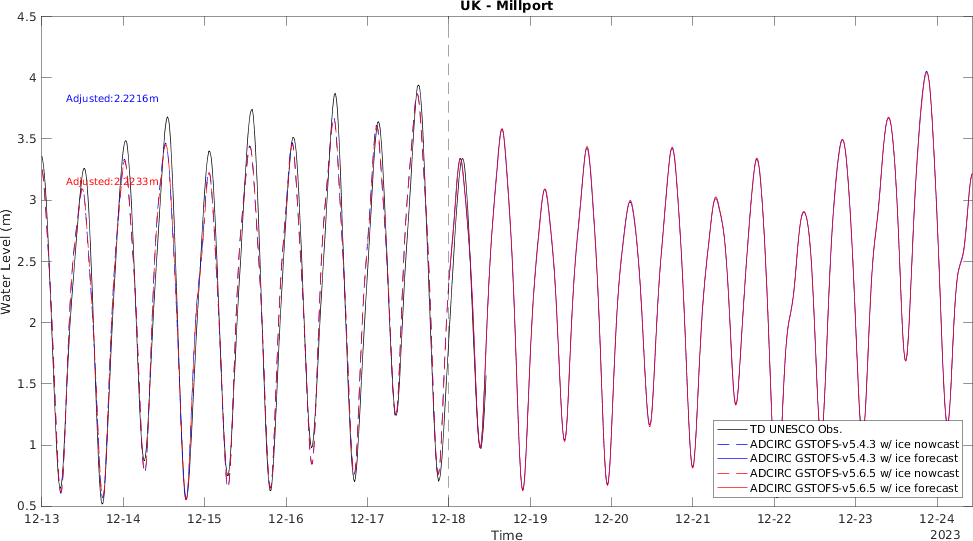 UK - Millport
4.5
4
3.5
3
2.5
2
1.5
1
0.5
Water Level (m)
Adjusted:2.2216m
Adjusted:2.2233m
TD UNESCO Obs.
ADCIRC GSTOFS-v5.4.3 w/ ice nowcast
ADCIRC GSTOFS-v5.4.3 w/ ice forecast
ADCIRC GSTOFS-v5.6.5 w/ ice nowcast
ADCIRC GSTOFS-v5.6.5 w/ ice forecast
12-13 12-14 12-15 12-16 12-17 12-18 12-19 12-20 12-21 12-22 12-23 12-24
Time
2023